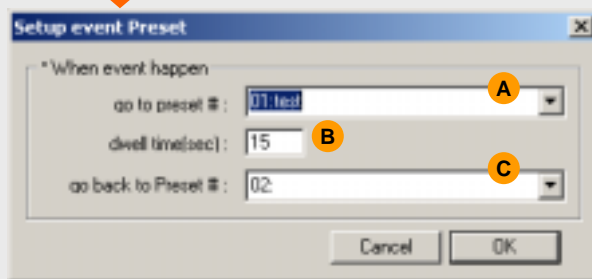 Setup event Preset
* When event happen
go to preset # : 01:test A
dwell time(sec) : 15 B
go back to Preset # : 02: C
Cancel OK